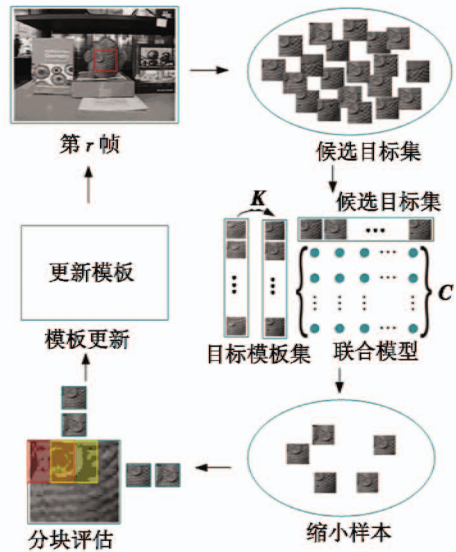 第 r 帧
候选目标集
候选目标集
K
C
目标模板集
联合模型
更新模板
模板更新
分块评估
缩小样本